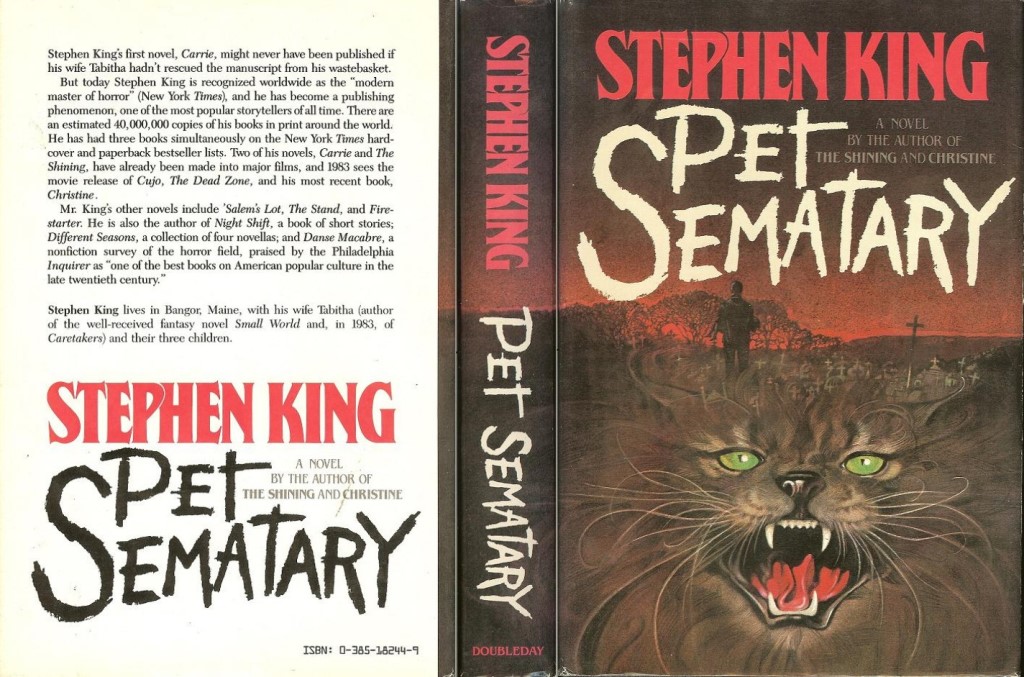 Stephen King's first novel, Carrie, might never have been published if
his wife Tabitha hadn't rescued the manuscript from his wastebasket.
But today Stephen King is recognized worldwide as the "modern
master of horror" (New York Times), and he has become a publishing
phenomenon, one of the most popular storytellers of all time. There are
an estimated 40,000,000 copies of his books in print around the world.
He has had three books simultaneously on the New York Times hard-
cover and paperback bestseller lists. Two of his novels, Carrie and The
Shining, have already been made into major films, and 1983 sees the
movie release of Cujo, The Dead Zone, and his most recent book,
Christine.
Mr. King's other novels include 'Salem's Lot, The Stand, and Fire-
starter. He is also the author of Night Shift, a book of short stories;
Different Seasons, a collection of four novellas; and Danse Macabre, a
nonfiction survey of the horror field, praised by the Philadelphia
Inquirer as "one of the best books on American popular culture in the
late twentieth century."
Stephen King lives in Bangor, Maine, with his wife Tabitha (author
of the well-received fantasy novel Small World and, in 1983, of
Caretakers) and their three children.
STEPHEN KING
PET
A NOVEL
BY THE AUTHOR OF
THE SHINING AND CHRISTINE
SEMATARY
ISBN: 0-385-18244-9
STEPHEN KING
PET SEMATARY
DOUBLEDAY
STEPHEN KING
PET
A NOVEL
BY THE AUTHOR OF
THE SHINING AND CHRISTINE
SEMATARY